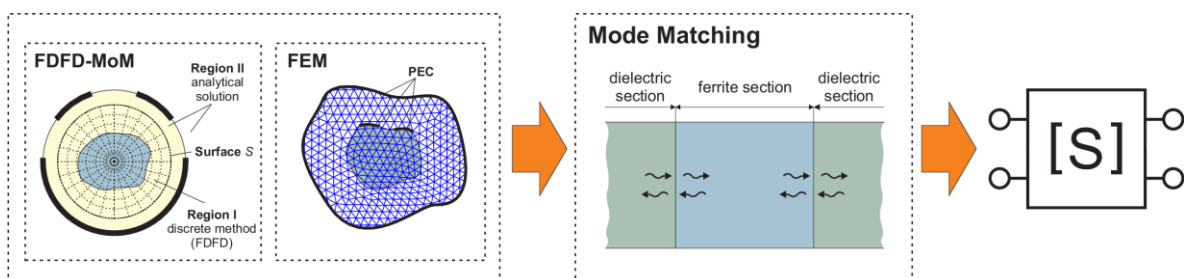 FDFD-MoM
Region II
analytical
solution
Surface S
Region I
discrete method
(FDFD)
FEM
PEC
Mode Matching
dielectric
section
ferrite section
dielectric
section
[S]